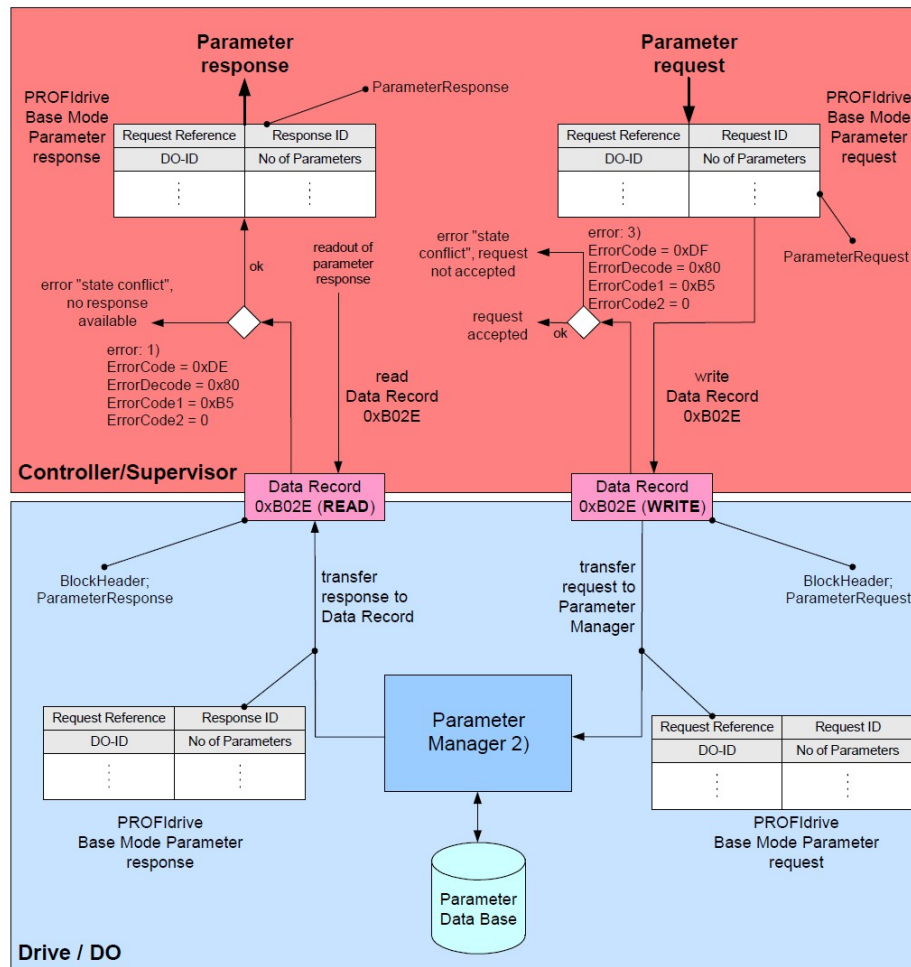 Parameter
response
ParameterResponse
PROFIdrive
Base Mode
Parameter
response
Request Reference
Response ID
DO-ID
No of Parameters
Parameter
request
PROFIdrive
Base Mode
Parameter
request
Request Reference
Request ID
DO-ID
No of Parameters
ParameterRequest
ok
readout of
parameter
response
error "state conflict",
no response
available
error: 1)
ErrorCode = 0xDE
ErrorDecode = 0x80
ErrorCode1 = 0xB5
ErrorCode2 = 0
read
Data Record
0xB02E
error "state
conflict", request
not accepted
error: 3)
ErrorCode = 0xDF
ErrorDecode = 0x80
ErrorCode1 = 0xB5
ErrorCode2 = 0
request
accepted
ok
write
Data Record
0xB02E
Controller/Supervisor
Data Record
0xB02E (READ)
Data Record
0xB02E (WRITE)
BlockHeader;
ParameterResponse
transfer
response to
Data Record
transfer
request to
Parameter
Manager
BlockHeader;
ParameterRequest
Request Reference
Response ID
DO-ID
No of Parameters
PROFIdrive
Base Mode Parameter
response
Parameter
Manager 2)
Request Reference
Request ID
DO-ID
No of Parameters
PROFIdrive
Base Mode Parameter
request
Parameter
Data Base
Drive / DO